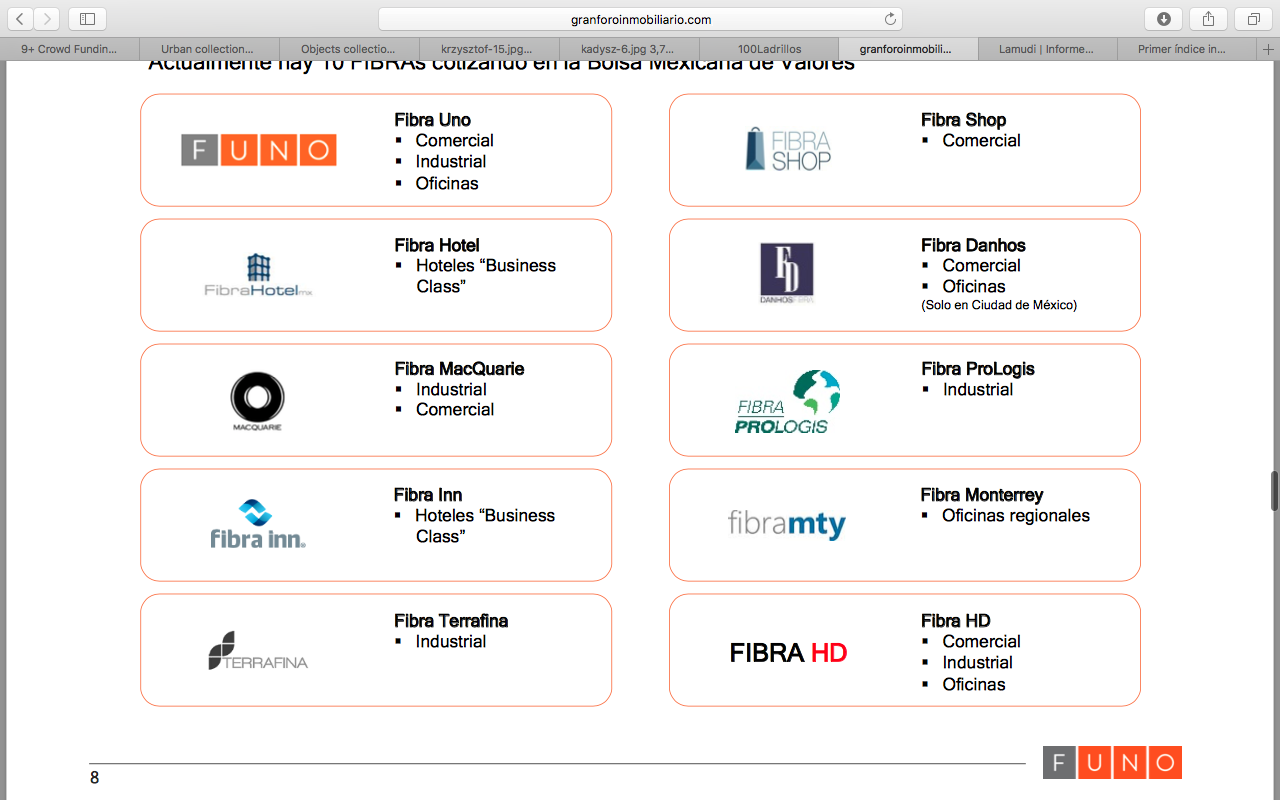 granforoinmobiliario.com
9+ Crowd Fundin...
Urban collection...
Objects collectio...
krzysztof-15.jpg...
kadysz-6.jpg 3,7...
100Ladrillos
granforoinmobili...
Lamudi | Informe...
Primer índice in...
Actualmente hay 10 FIBRAs cotizando en la Bolsa Mexicana de Valores
FUNO
Fibra Uno
▪ Comercial
▪ Industrial
▪ Oficinas
FIBRA
SHOP
Fibra Shop
▪ Comercial
FibraHotel.mx
Fibra Hotel
▪ Hoteles “Business
Class”
FD
DANHOS FIBRA
Fibra Danhos
▪ Comercial
▪ Oficinas
(Solo en Ciudad de México)
MACQUARIE
Fibra MacQuarie
▪ Industrial
▪ Comercial
FIBRA
PROLOGIS
Fibra ProLogis
▪ Industrial
fibra inn®
Fibra Inn
▪ Hoteles “Business
Class”
fibramty
Fibra Monterrey
▪ Oficinas regionales
TERRAFINA
Fibra Terrafina
▪ Industrial
FIBRA HD
Fibra HD
▪ Comercial
▪ Industrial
▪ Oficinas
8
FUNO